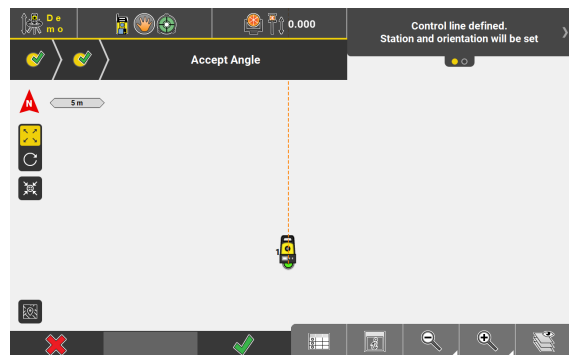 De
mo
0.000
Control line defined.
Station and orientation will be set
Accept Angle
N
5 m
1